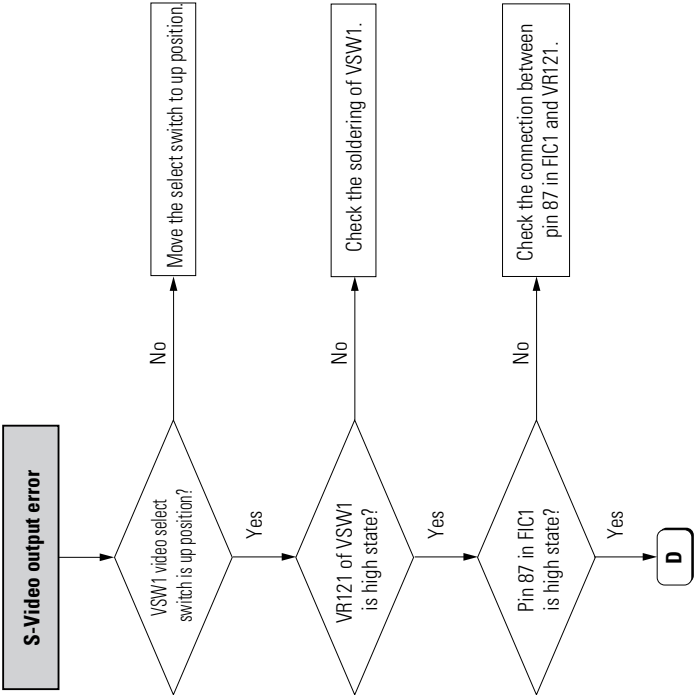 S-Video output error
VSW1 video select
switch is up position?
No
Move the select switch to up position.
Yes
VR121 of VSW1
is high state?
No
Check the soldering of VSW1.
Yes
Pin 87 in FIC1
is high state?
No
Check the connection between
pin 87 in FIC1 and VR121.
Yes
D